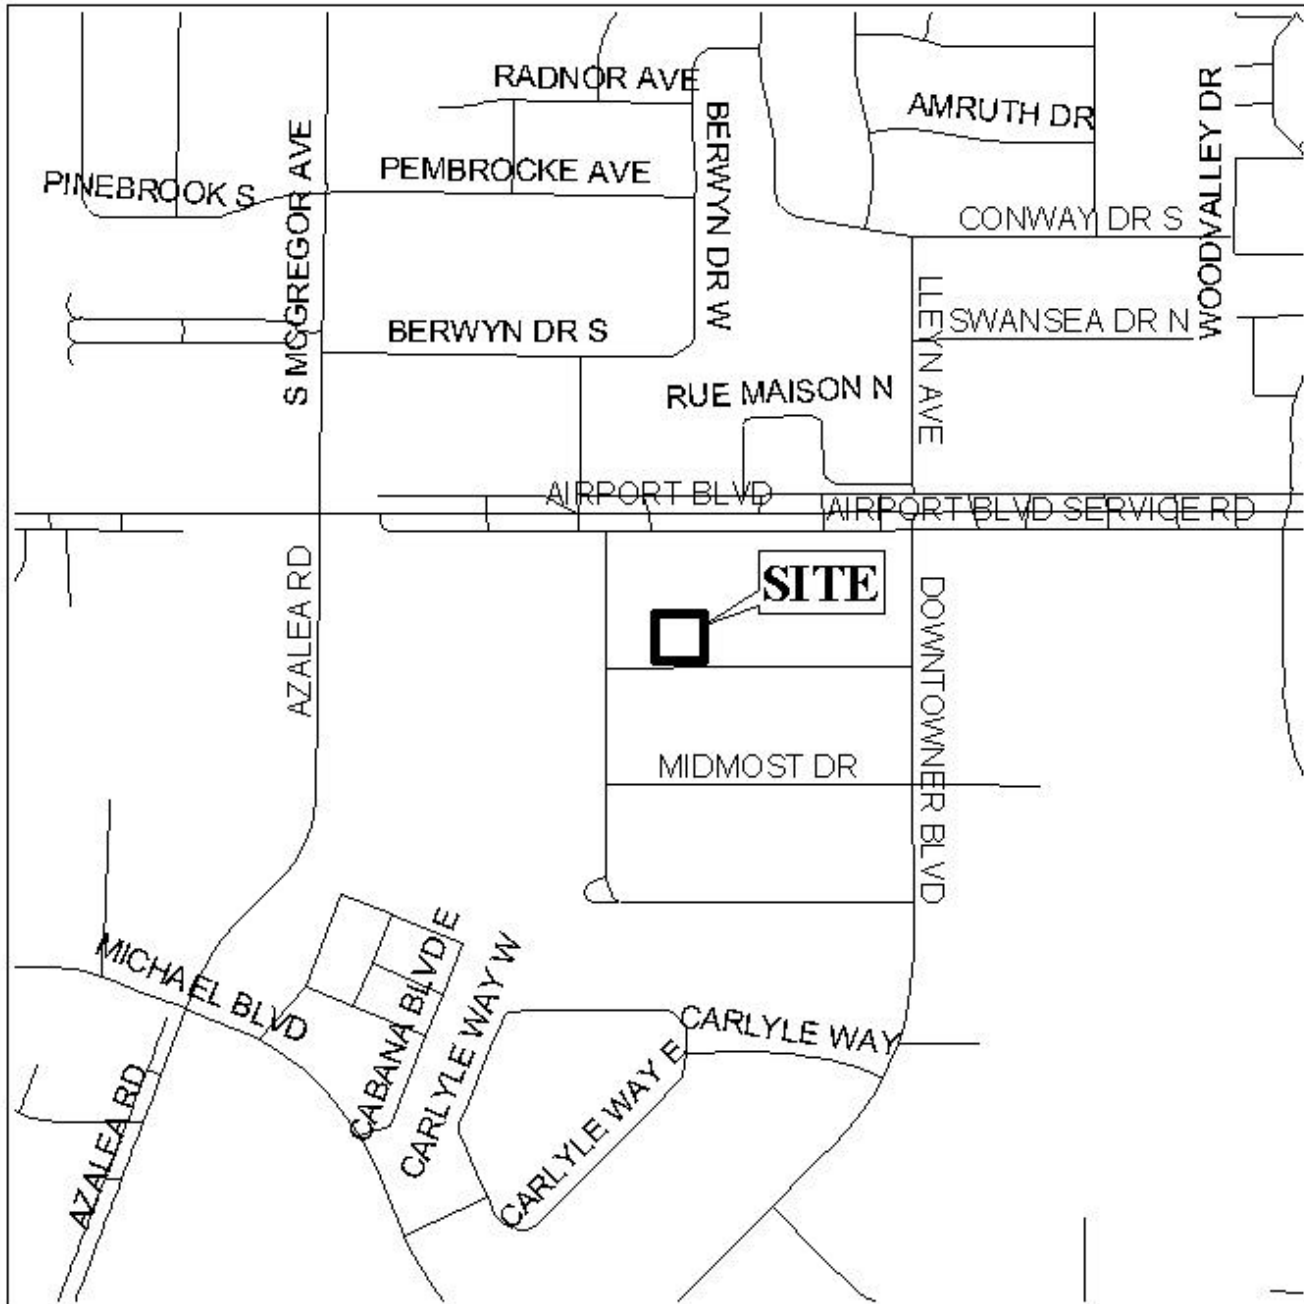 RADNOR AVE
AMRUTH DR
WOODVALLEY DR
S MCGREGOR AVE
PEMBROCKE AVE
PINEBROOK S
BERWYN DR W
CONWAY DR S
LLEYN AVE
SWANSEA DR N
BERWYN DR S
RUE MAISON N
AIRPORT BLVD
AIRPORT BLVD SERVICE RD
AZALEA RD
SITE
DOWNTOWNER BLVD
MIDMOST DR
MICHAEL BLVD
CABANA BLVD E
CARLYLE WAY W
CARLYLE WAY
CARLYLE WAY E
AZALEA RD